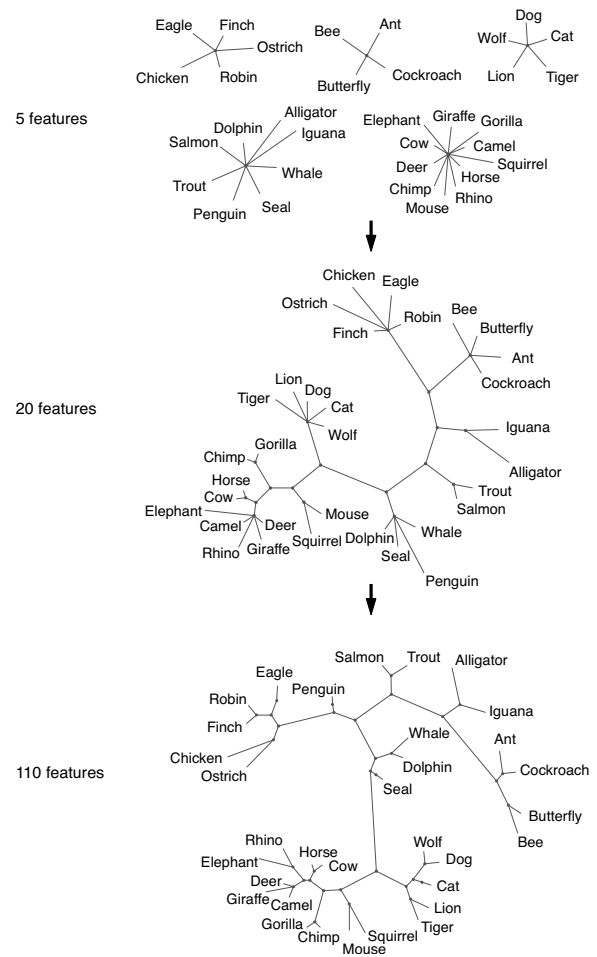 5 features
Eagle
Finch
Ostrich
Chicken
Robin
Bee
Ant
Butterfly
Cockroach
Dog
Wolf
Cat
Lion
Tiger
Alligator
Dolphin
Iguana
Salmon
Whale
Trout
Penguin
Seal
Elephant
Giraffe
Gorilla
Cow
Camel
Deer
Squirrel
Horse
Chimp
Rhino
Mouse
20 features
Chicken
Eagle
Ostrich
Robin
Finch
Bee
Butterfly
Ant
Cockroach
Lion
Dog
Tiger
Cat
Wolf
Iguana
Alligator
Gorilla
Chimp
Horse
Cow
Elephant
Camel
Deer
Rhino
Giraffe
Mouse
Squirrel
Trout
Salmon
Dolphin
Whale
Seal
Penguin
110 features
Salmon
Trout
Alligator
Eagle
Penguin
Robin
Finch
Iguana
Chicken
Ostrich
Whale
Dolphin
Seal
Ant
Cockroach
Butterfly
Bee
Rhino
Horse
Elephant
Cow
Deer
Giraffe
Camel
Gorilla
Chimp
Squirrel
Mouse
Wolf
Dog
Cat
Lion
Tiger